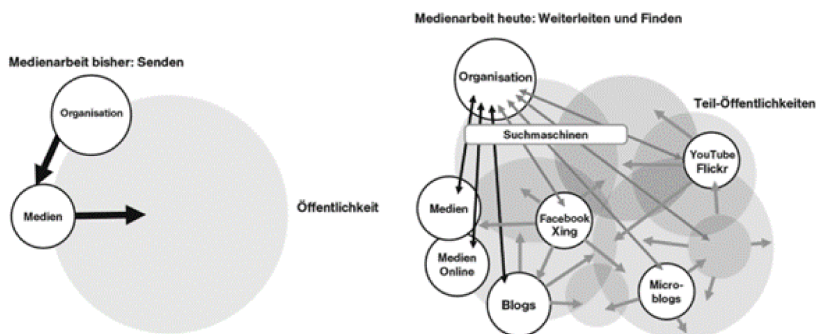 Medienarbeit bisher: Senden
Organisation
Medien
Öffentlichkeit
Medienarbeit heute: Weiterleiten und Finden
Organisation
Teil-Öffentlichkeiten
Suchmaschinen
YouTube
Flickr
Medien
Facebook
Xing
Medien
Online
Blogs
Micro-
blogs